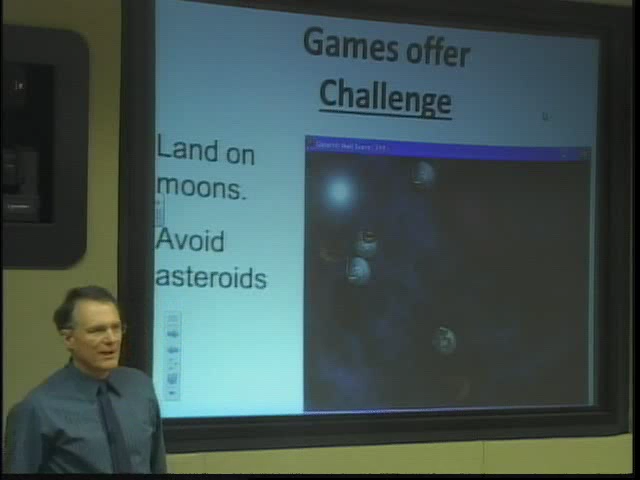 Games offer
Challenge
Land on
moons.
Avoid
asteroids